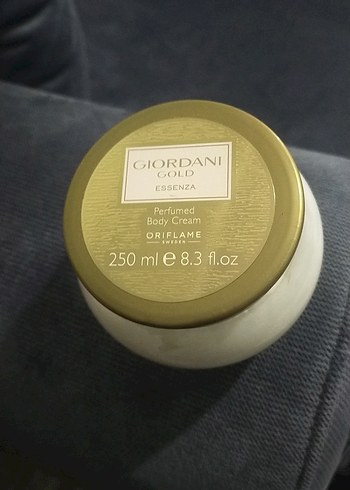 GIORDANI
GOLD
ESSENZA
Perfumed
Body Cream
ORIFLAME
SWEDEN
250 ml ℮ 8.3 fl.oz